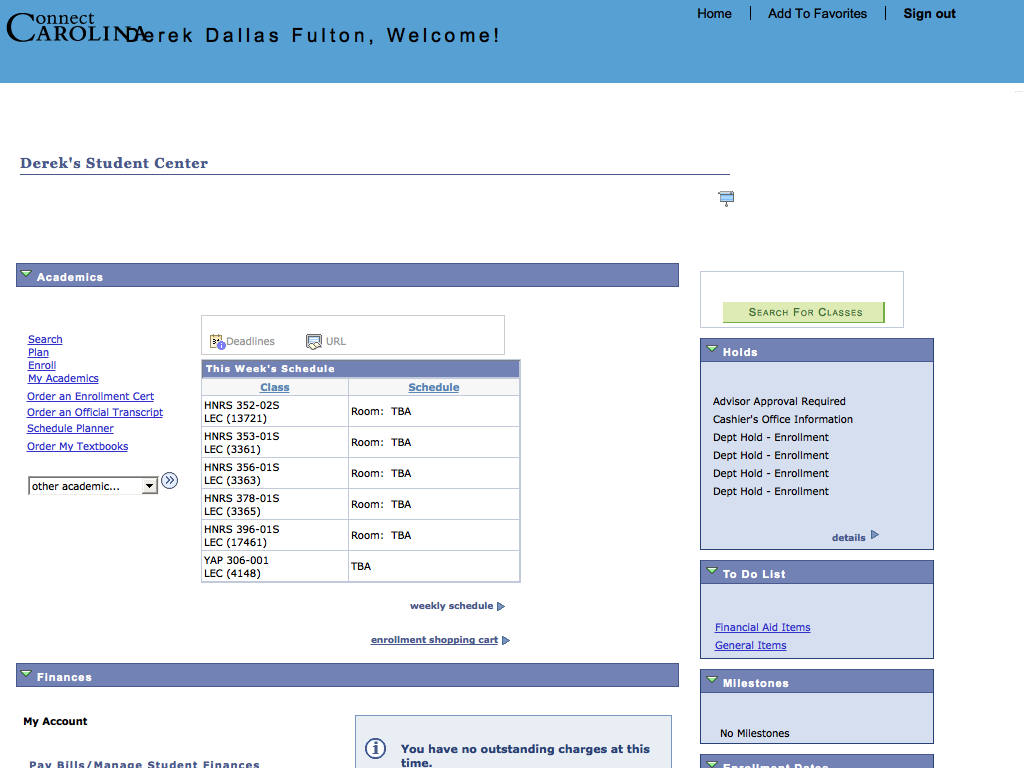 Connect
CAROLINA
Derek Dallas Fulton, Welcome!
Home
Add To Favorites
Sign out
Derek's Student Center
Academics
Search
Plan
Enroll
My Academics
Order an Enrollment Cert
Order an Official Transcript
Schedule Planner
Order My Textbooks
other academic...
Deadlines
URL
This Week's Schedule
Class Schedule
HNRS 352-02S
LEC (13721)
Room: TBA
HNRS 353-01S
LEC (3361)
Room: TBA
HNRS 356-01S
LEC (3363)
Room: TBA
HNRS 378-01S
LEC (3365)
Room: TBA
HNRS 396-01S
LEC (17461)
Room: TBA
YAP 306-001
LEC (4148)
TBA
weekly schedule
enrollment shopping cart
Finances
My Account
Pay Bills/Manage Student Finances
You have no outstanding charges at this
time.
Search For Classes
Holds
Advisor Approval Required
Cashier's Office Information
Dept Hold - Enrollment
Dept Hold - Enrollment
Dept Hold - Enrollment
Dept Hold - Enrollment
details
To Do List
Financial Aid Items
General Items
Milestones
No Milestones
Enrollment Dates